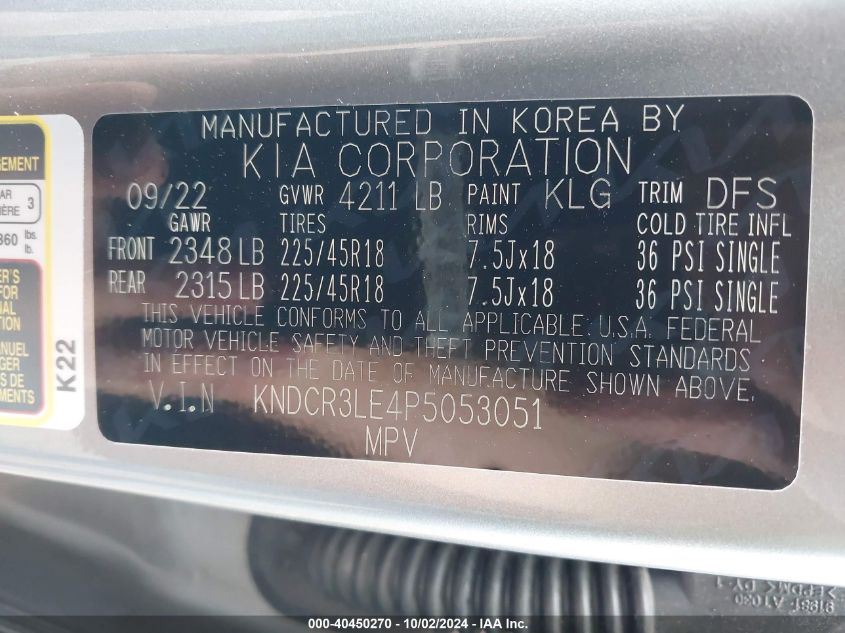 MANUFACTURED IN KOREA BY
KIA CORPORATION
09/22 GVWR 4211 LB PAINT KLG TRIM DFS
GAWR TIRES RIMS COLD TIRE INFL
FRONT 2348 LB 225/45R18 7.5Jx18 36 PSI SINGLE
REAR 2315 LB 225/45R18 7.5Jx18 36 PSI SINGLE
THIS VEHICLE CONFORMS TO ALL APPLICABLE U.S.A. FEDERAL
MOTOR VEHICLE SAFETY AND THEFT PREVENTION STANDARDS
IN EFFECT ON THE DATE OF MANUFACTURE SHOWN ABOVE.
V.I.N KNDCR3LE4P5053051
MPV
3
lbs.
lb.
K22
000-40450270 - 10/02/2024 - IAA Inc.